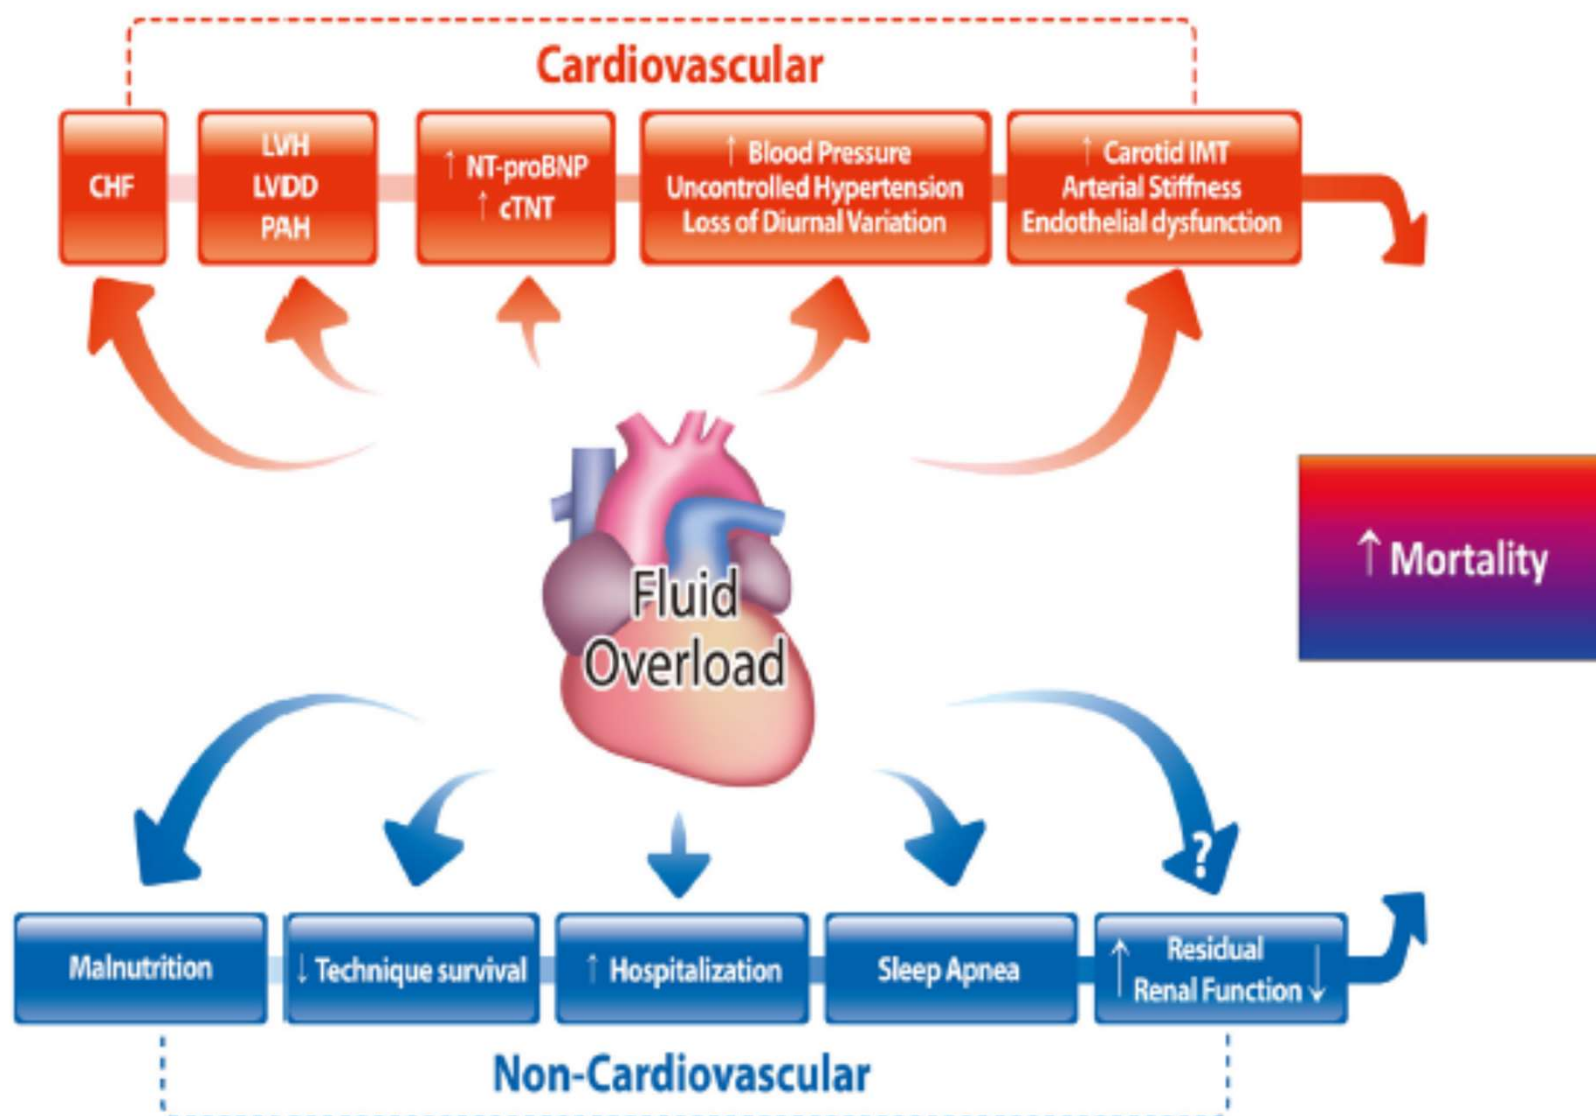 Cardiovascular
CHF
LVH
LVDD
PAH
↑ NT-proBNP
↑ cTNT
↑ Blood Pressure
Uncontrolled Hypertension
Loss of Diurnal Variation
↑ Carotid IMT
Arterial Stiffness
Endothelial dysfunction
↑ Mortality
Fluid
Overload
?
Malnutrition
↓ Technique survival
↑ Hospitalization
Sleep Apnea
↑ Residual
Renal Function ↓
Non-Cardiovascular